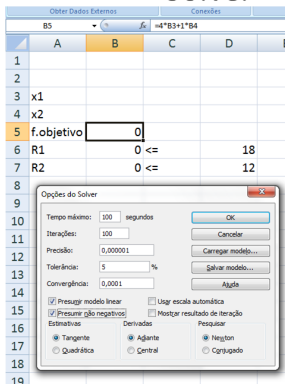 Obter Dados Externos Conexões
B5 fx =4*B3+1*B4
A B C D
1
2
3 x1
4 x2
5 f.objetivo 0
6 R1 0 <= 18
7 R2 0 <= 12
8
9 Opções do Solver
10 Tempo máximo: 100 segundos OK
11 Iterações: 100 Cancelar
12 Precisão: 0,000001 Carregar modelo...
13 Tolerância: 5 % Salvar modelo...
14 Convergência: 0,0001 Ajuda
15 Presumir modelo linear Usar escala automática
Presumir não negativos Mostrar resultado de iteração
16 Estimativas Derivadas Pesquisar
17 Tangente Adiante Newton
18 Quadrática Central Conjugado
19